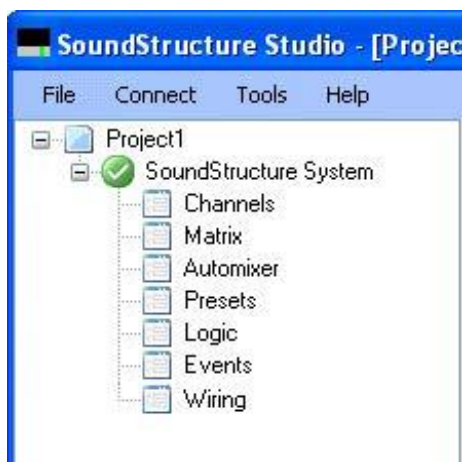 SoundStructure Studio - [Projec
File Connect Tools Help
Project1
SoundStructure System
Channels
Matrix
Automixer
Presets
Logic
Events
Wiring